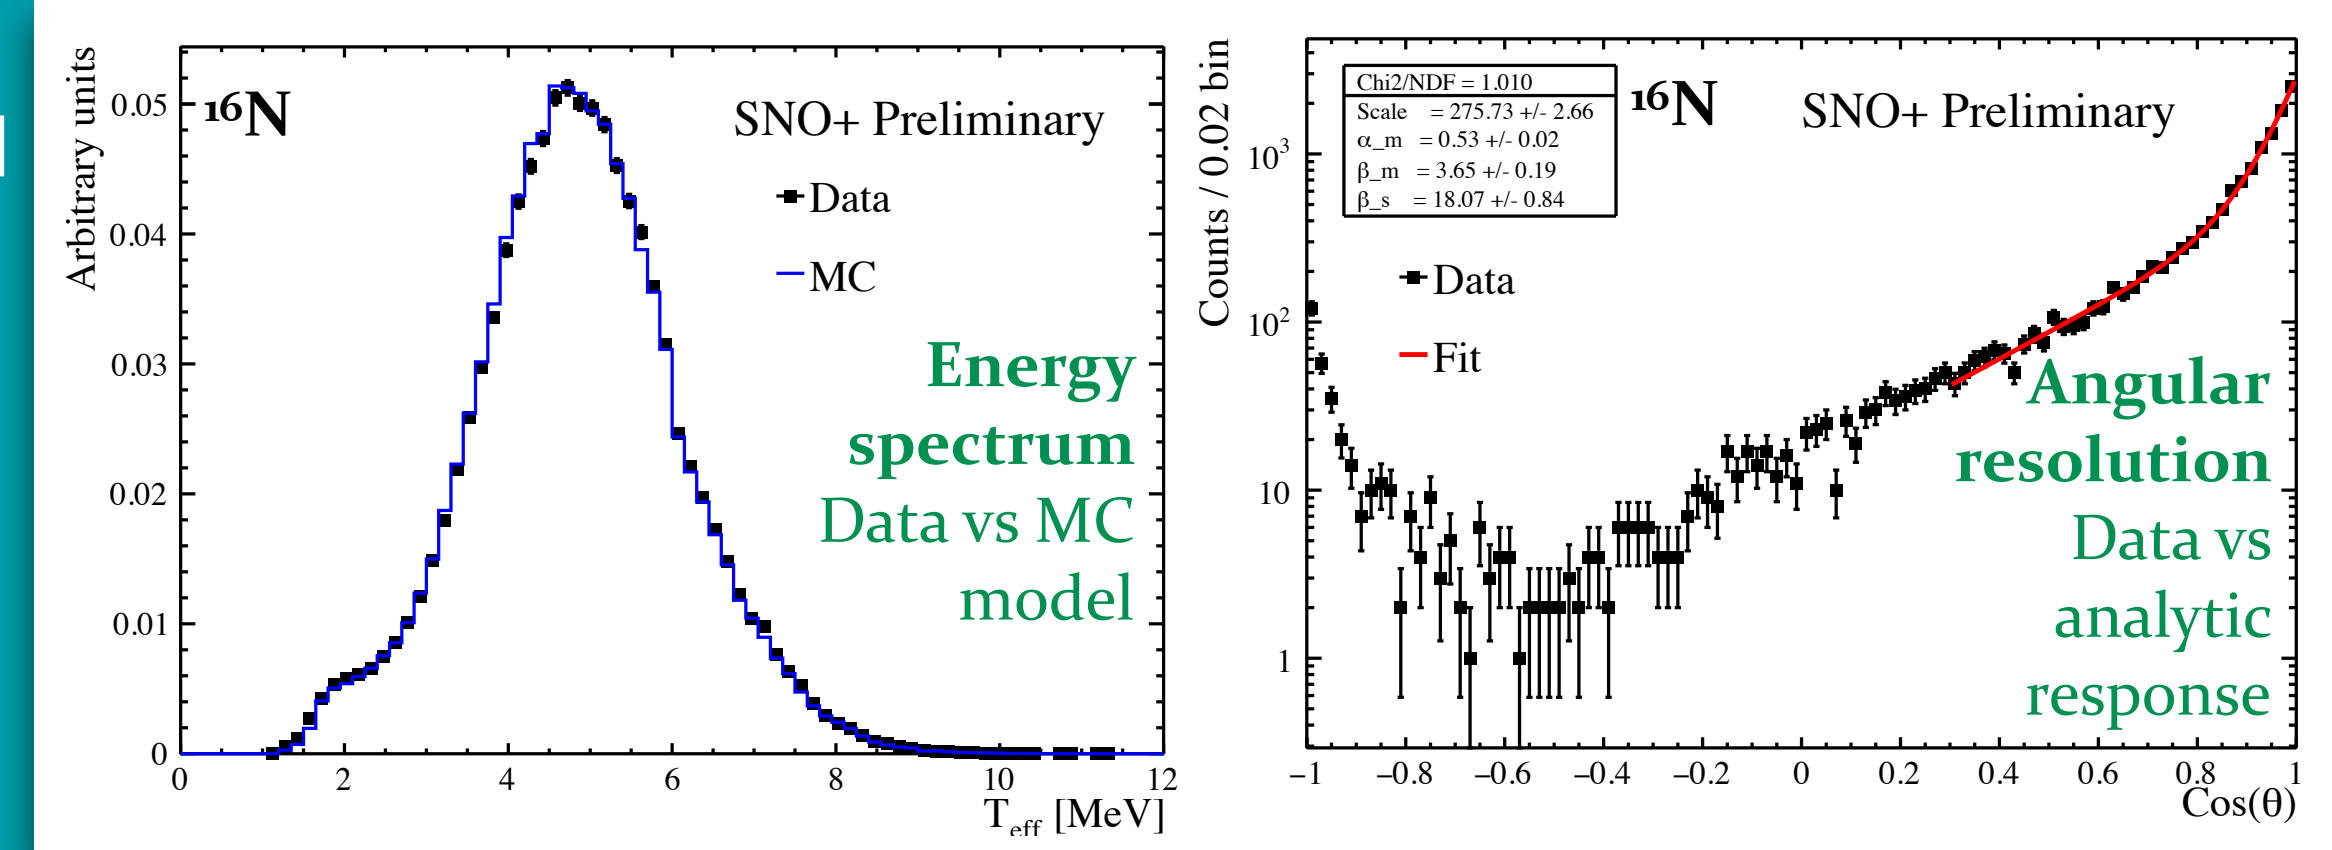 Arbitrary units
0.05
0.04
0.03
0.02
0.01
0
¹⁶N
SNO+ Preliminary
Data
MC
Energy
spectrum
Data vs MC
model
0 2 4 6 8 10 12
T_eff [MeV]
Counts / 0.02 bin
10³
10²
10
1
Chi2/NDF = 1.010
Scale = 275.73 +/- 2.66
α_m = 0.53 +/- 0.02
β_m = 3.65 +/- 0.19
β_s = 18.07 +/- 0.84
¹⁶N
SNO+ Preliminary
Data
Fit
Angular
resolution
Data vs
analytic
response
−1 −0.8 −0.6 −0.4 −0.2 0 0.2 0.4 0.6 0.8 1
Cos(θ)